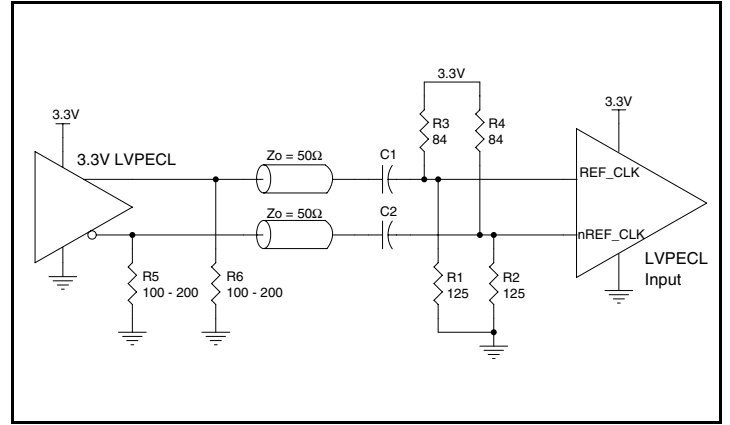 3.3V
3.3V
3.3V
3.3V LVPECL
R3
84
R4
84
Zo = 50Ω
C1
REF_CLK
Zo = 50Ω
C2
nREF_CLK
LVPECL
Input
R5
100 - 200
R6
100 - 200
R1
125
R2
125